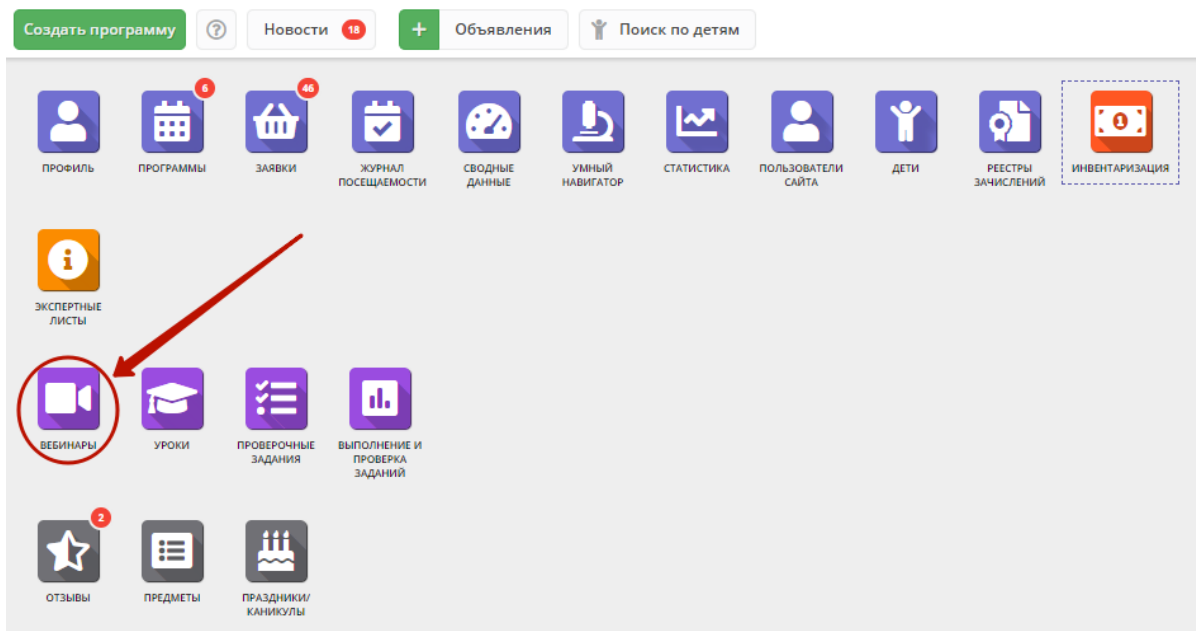 Создать программу
?
Новости 18
+ Объявления
Поиск по детям
6
46
1
ПРОФИЛЬ
ПРОГРАММЫ
ЗАЯВКИ
ЖУРНАЛ
ПОСЕЩАЕМОСТИ
СВОДНЫЕ
ДАННЫЕ
УМНЫЙ
НАВИГАТОР
СТАТИСТИКА
ПОЛЬЗОВАТЕЛИ
САЙТА
ДЕТИ
РЕЕСТРЫ
ЗАЧИСЛЕНИЙ
ИНВЕНТАРИЗАЦИЯ
i
ЭКСПЕРТНЫЕ
ЛИСТЫ
ВЕБИНАРЫ
УРОКИ
ПРОВЕРОЧНЫЕ
ЗАДАНИЯ
ВЫПОЛНЕНИЕ И
ПРОВЕРКА
ЗАДАНИЙ
2
ОТЗЫВЫ
ПРЕДМЕТЫ
ПРАЗДНИКИ/
КАНИКУЛЫ